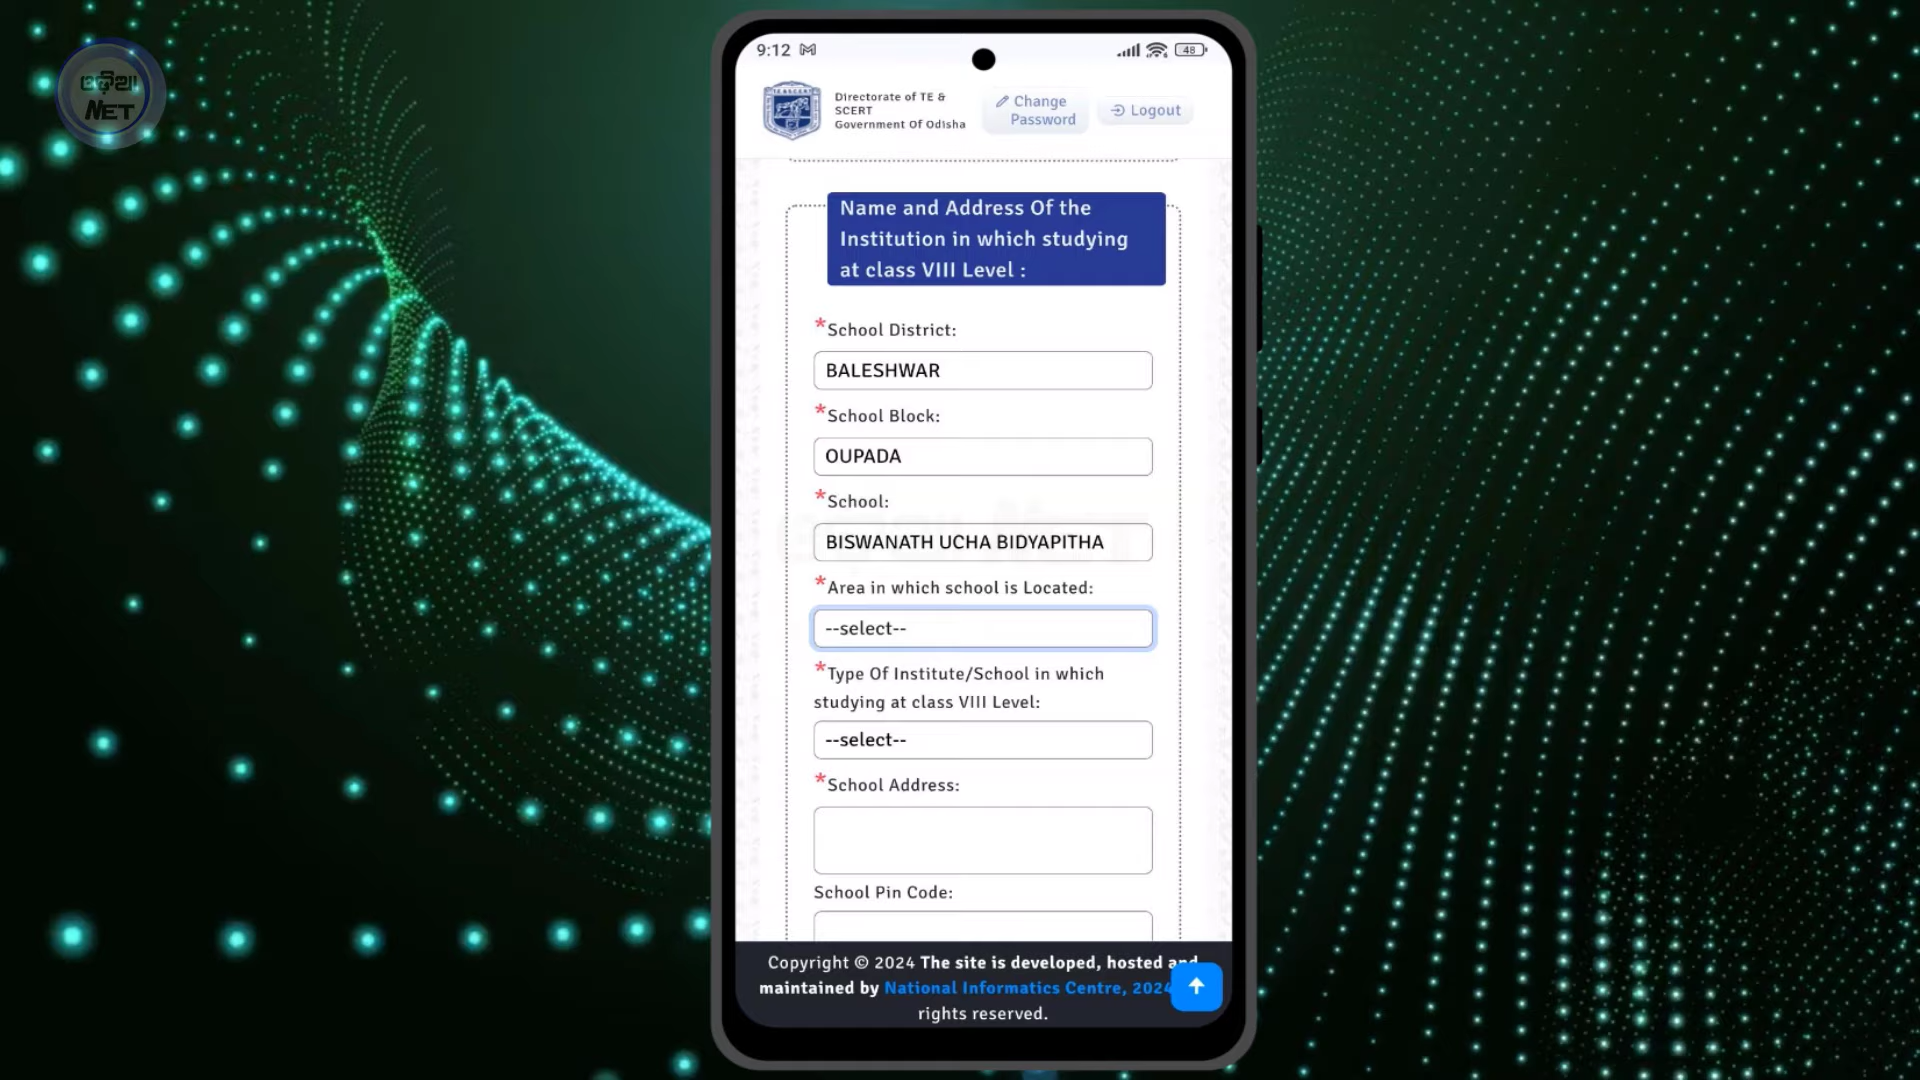 ଓଡ଼ିଆ
NET
9:12
48
Directorate of TE &
SCERT
Government Of Odisha
Change
Password
Logout
Name and Address Of the
Institution in which studying
at class VIII Level :
*School District:
BALESHWAR
*School Block:
OUPADA
*School:
BISWANATH UCHA BIDYAPITHA
*Area in which school is Located:
--select--
*Type Of Institute/School in which
studying at class VIII Level:
--select--
*School Address:
School Pin Code:
Copyright © 2024 The site is developed, hosted and
maintained by National Informatics Centre, 2024
rights reserved.